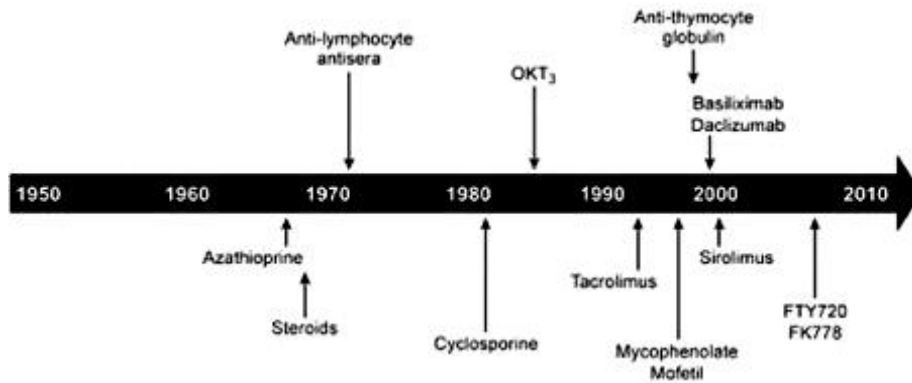 Anti-lymphocyte
antisera
OKT3
Anti-thymocyte
globulin
Basiliximab
Daclizumab
1950 1960 1970 1980 1990 2000 2010
Azathioprine
Steroids
Cyclosporine
Tacrolimus
Mycophenolate
Mofetil
Sirolimus
FTY720
FK778